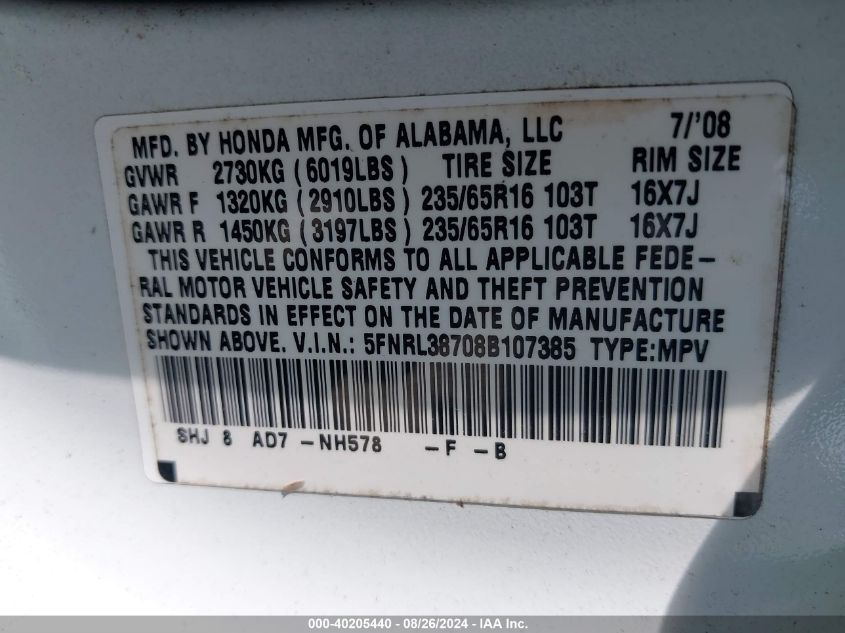 MFD. BY HONDA MFG. OF ALABAMA, LLC 7/'08
GVWR 2730KG (6019LBS) TIRE SIZE RIM SIZE
GAWR F 1320KG (2910LBS) 235/65R16 103T 16X7J
GAWR R 1450KG (3197LBS) 235/65R16 103T 16X7J
THIS VEHICLE CONFORMS TO ALL APPLICABLE FEDE-
RAL MOTOR VEHICLE SAFETY AND THEFT PREVENTION
STANDARDS IN EFFECT ON THE DATE OF MANUFACTURE
SHOWN ABOVE. V.I.N.: 5FNRL38708B107385 TYPE:MPV
SHJ 8 AD7 -NH578 -F -B
000-40205440 - 08/26/2024 - IAA Inc.